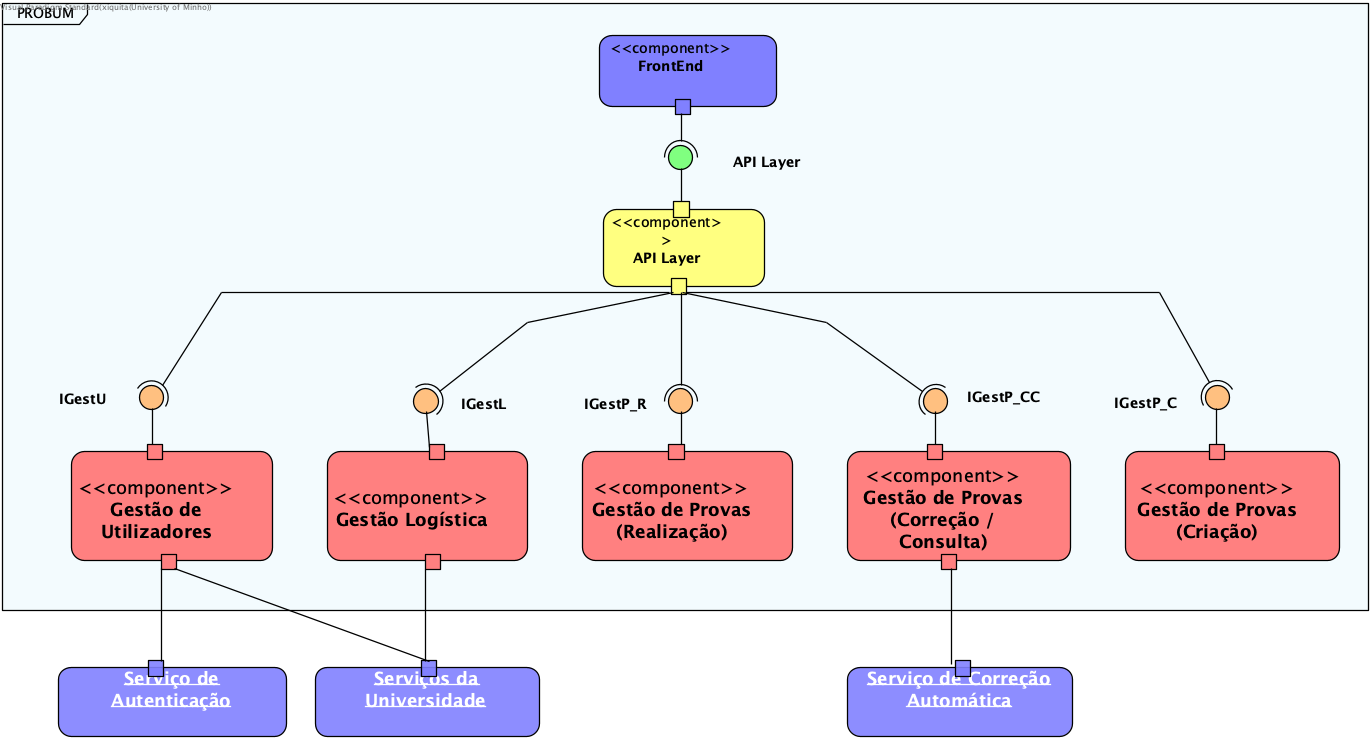 Visual Paradigm Standard(xiquita(University of Minho))
PROBUM
<<component>>
FrontEnd
API Layer
<<component>
>
API Layer
IGestU
IGestL
IGestP_R
IGestP_CC
IGestP_C
<<component>>
Gestão de
Utilizadores
<<component>>
Gestão Logística
<<component>>
Gestão de Provas
(Realização)
<<component>>
Gestão de Provas
(Correção /
Consulta)
<<component>>
Gestão de Provas
(Criação)
Serviço de
Autenticação
Serviços da
Universidade
Serviço de Correção
Automática